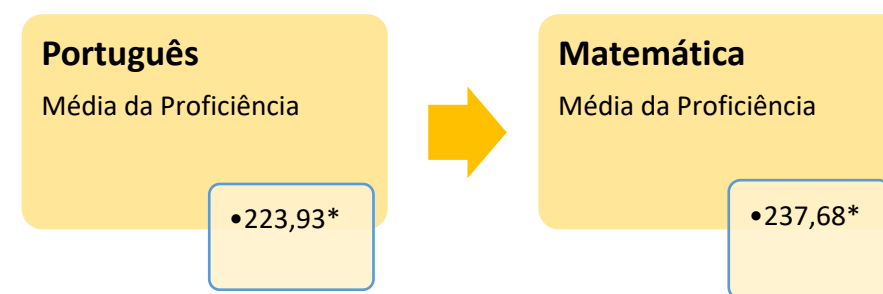 Português
Média da Proficiência
•223,93*
Matemática
Média da Proficiência
•237,68*